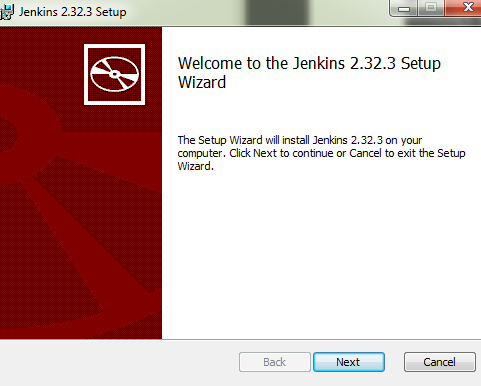 Jenkins 2.32.3 Setup
Welcome to the Jenkins 2.32.3 Setup
Wizard
The Setup Wizard will install Jenkins 2.32.3 on your
computer. Click Next to continue or Cancel to exit the Setup
Wizard.
Back Next Cancel